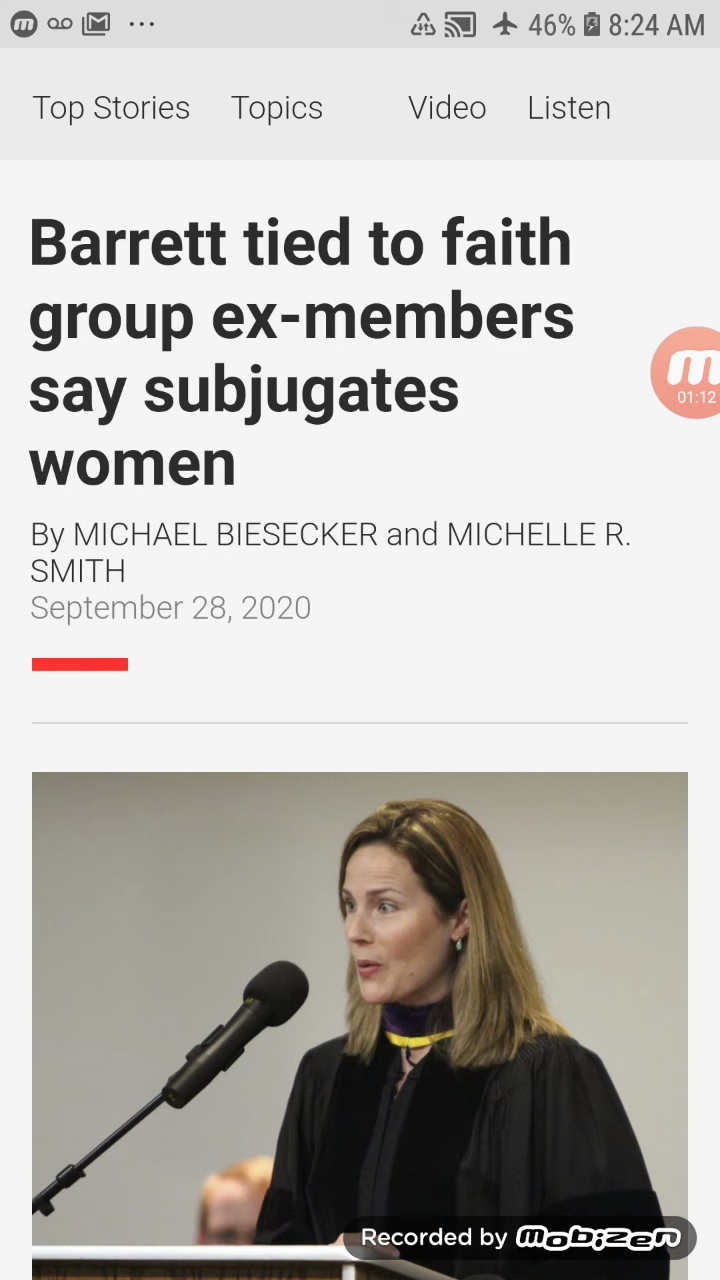 46% 8:24 AM
Top Stories Topics Video Listen
Barrett tied to faith
group ex-members
say subjugates
women
01:12
By MICHAEL BIESECKER and MICHELLE R.
SMITH
September 28, 2020
Recorded by mobizen